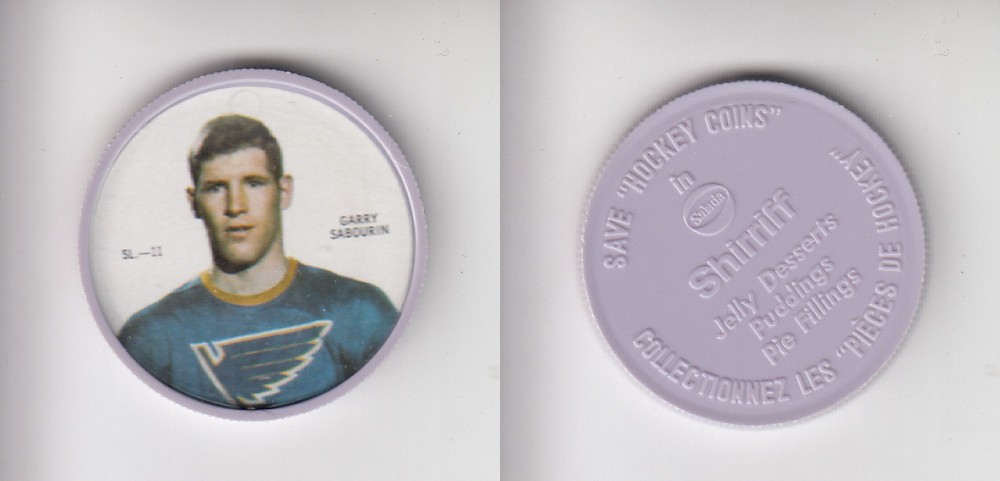 GARRY
SABOURIN
SL.—11
SAVE "HOCKEY COINS"
in
Salada
Shirriff
Jelly Desserts
Puddings
Pie Fillings
COLLECTIONNEZ LES "PIÈCES DE HOCKEY"